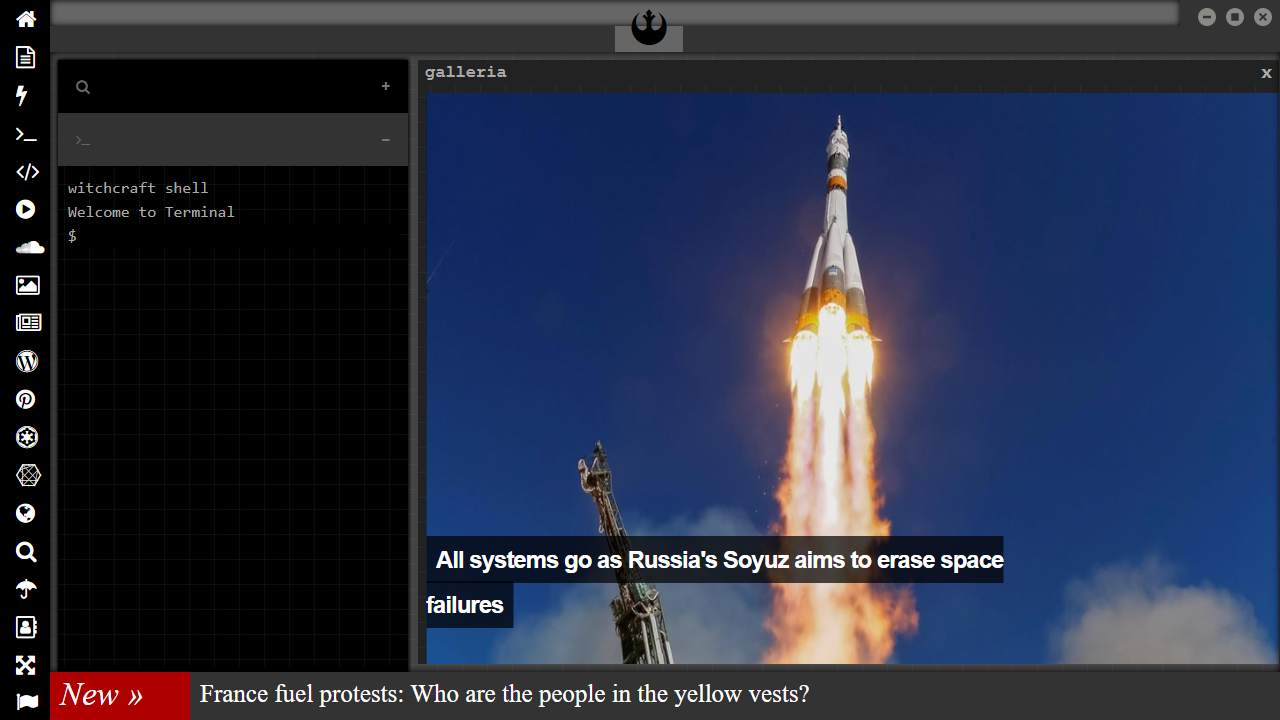 galleria
x
+
>_
−
witchcraft shell
Welcome to Terminal
$
All systems go as Russia's Soyuz aims to erase space
failures
New » France fuel protests: Who are the people in the yellow vests?